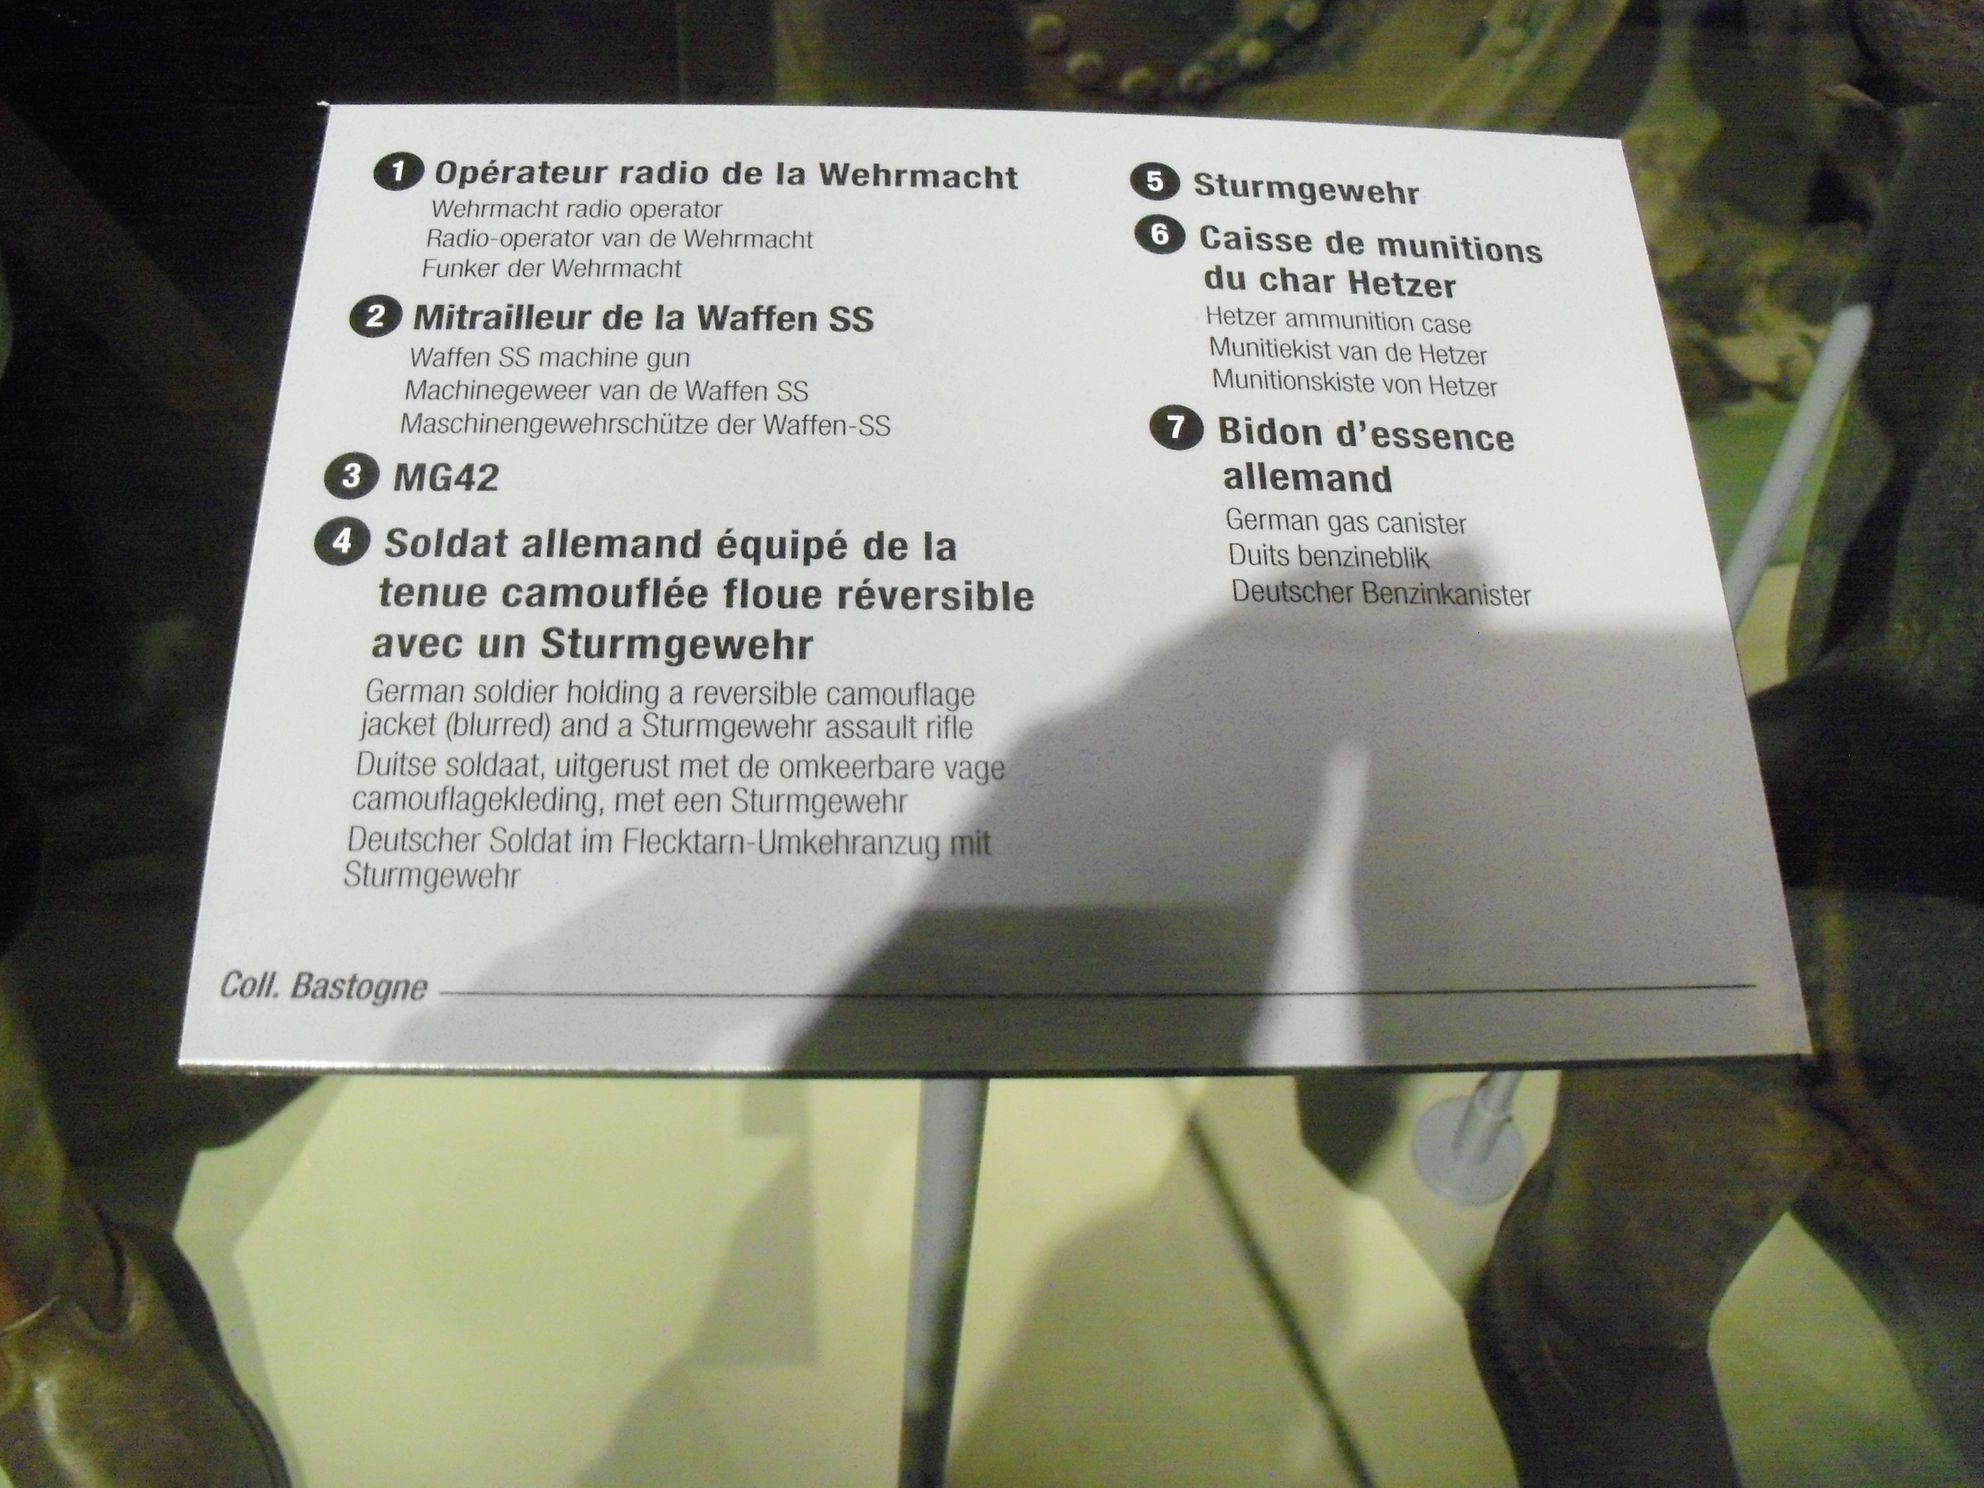 1 Opérateur radio de la Wehrmacht
Wehrmacht radio operator
Radio-operator van de Wehrmacht
Funker der Wehrmacht
2 Mitrailleur de la Waffen SS
Waffen SS machine gun
Machinegeweer van de Waffen SS
Maschinengewehrschütze der Waffen-SS
3 MG42
4 Soldat allemand équipé de la
tenue camouflée floue réversible
avec un Sturmgewehr
German soldier holding a reversible camouflage
jacket (blurred) and a Sturmgewehr assault rifle
Duitse soldaat, uitgerust met de omkeerbare vage
camouflagekleding, met een Sturmgewehr
Deutscher Soldat im Flecktarn-Umkehranzug mit
Sturmgewehr
5 Sturmgewehr
6 Caisse de munitions
du char Hetzer
Hetzer ammunition case
Munitiekist van de Hetzer
Munitionskiste von Hetzer
7 Bidon d'essence
allemand
German gas canister
Duits benzineblik
Deutscher Benzinkanister
Coll. Bastogne